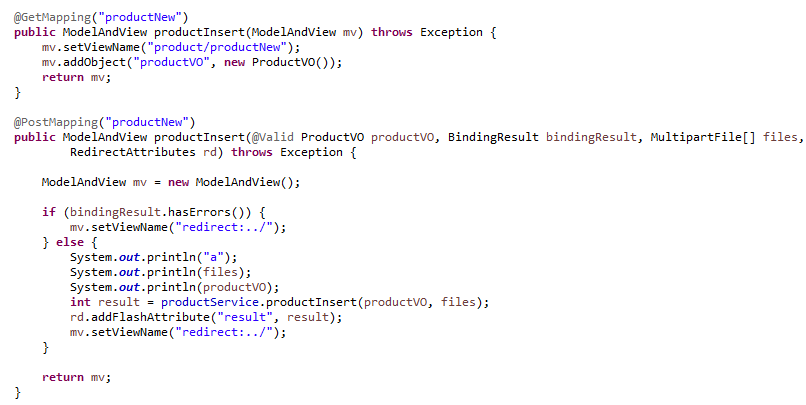 @GetMapping("productNew")
public ModelAndView productInsert(ModelAndView mv) throws Exception {
mv.setViewName("product/productNew");
mv.addObject("productVO", new ProductVO());
return mv;
}
@PostMapping("productNew")
public ModelAndView productInsert(@Valid ProductVO productVO, BindingResult bindingResult, MultipartFile[] files,
RedirectAttributes rd) throws Exception {
ModelAndView mv = new ModelAndView();
if (bindingResult.hasErrors()) {
mv.setViewName("redirect:../");
} else {
System.out.println("a");
System.out.println(files);
System.out.println(productVO);
int result = productService.productInsert(productVO, files);
rd.addFlashAttribute("result", result);
mv.setViewName("redirect:../");
}
return mv;
}